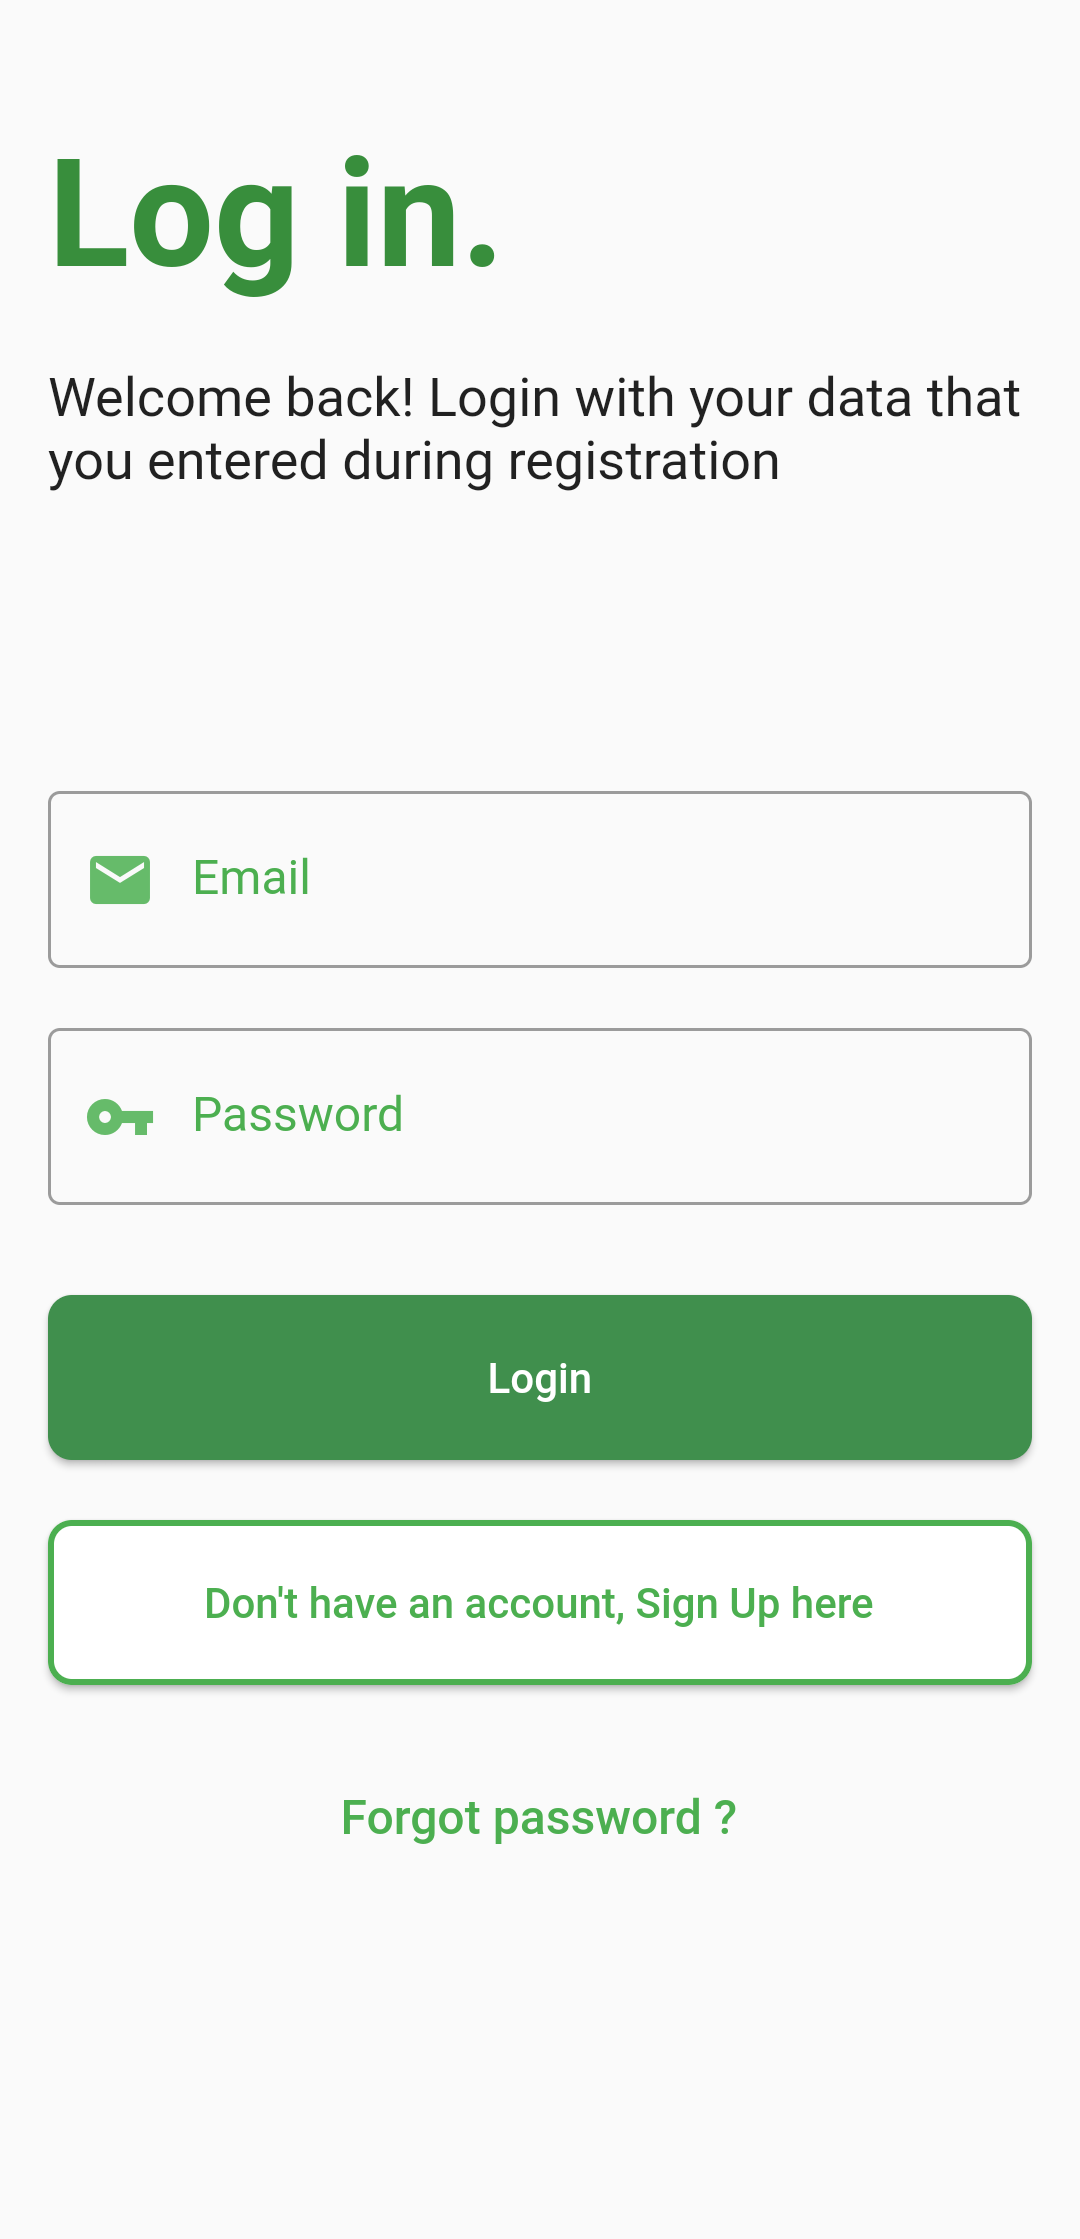 Log in.
Welcome back! Login with your data that
you entered during registration
Email
Password
Login
Don't have an account, Sign Up here
Forgot password ?